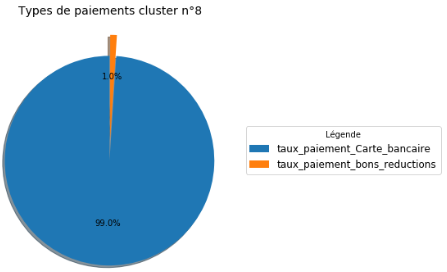 Types de paiements cluster n°8
1.0%
Légende
taux_paiement_Carte_bancaire
taux_paiement_bons_reductions
99.0%